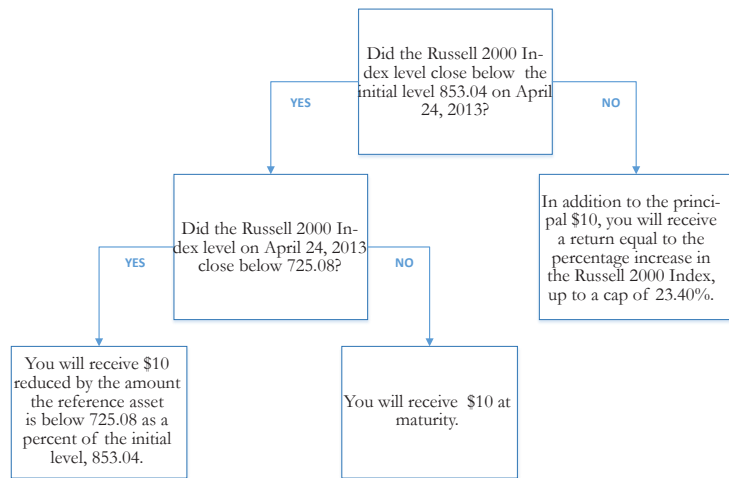 Did the Russell 2000 In-
dex level close below the
initial level 853.04 on April
24, 2013?
YES
NO
Did the Russell 2000 In-
dex level on April 24, 2013
close below 725.08?
In addition to the princi-
pal $10, you will receive
a return equal to the
percentage increase in
the Russell 2000 Index,
up to a cap of 23.40%.
YES
NO
You will receive $10
reduced by the amount
the reference asset
is below 725.08 as a
percent of the initial
level, 853.04.
You will receive $10 at
maturity.